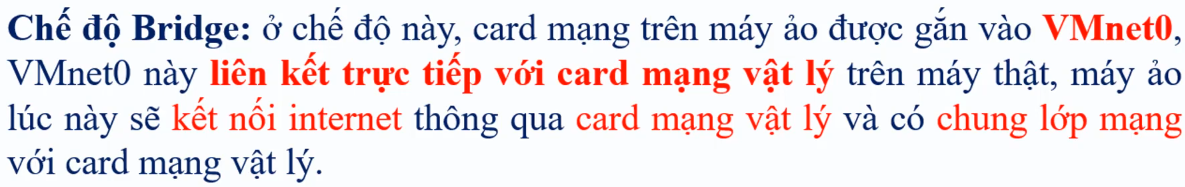 Chế độ Bridge: ở chế độ này, card mạng trên máy ảo được gắn vào VMnet0,
VMnet0 này liên kết trực tiếp với card mạng vật lý trên máy thật, máy ảo
lúc này sẽ kết nối internet thông qua card mạng vật lý và có chung lớp mạng
với card mạng vật lý.